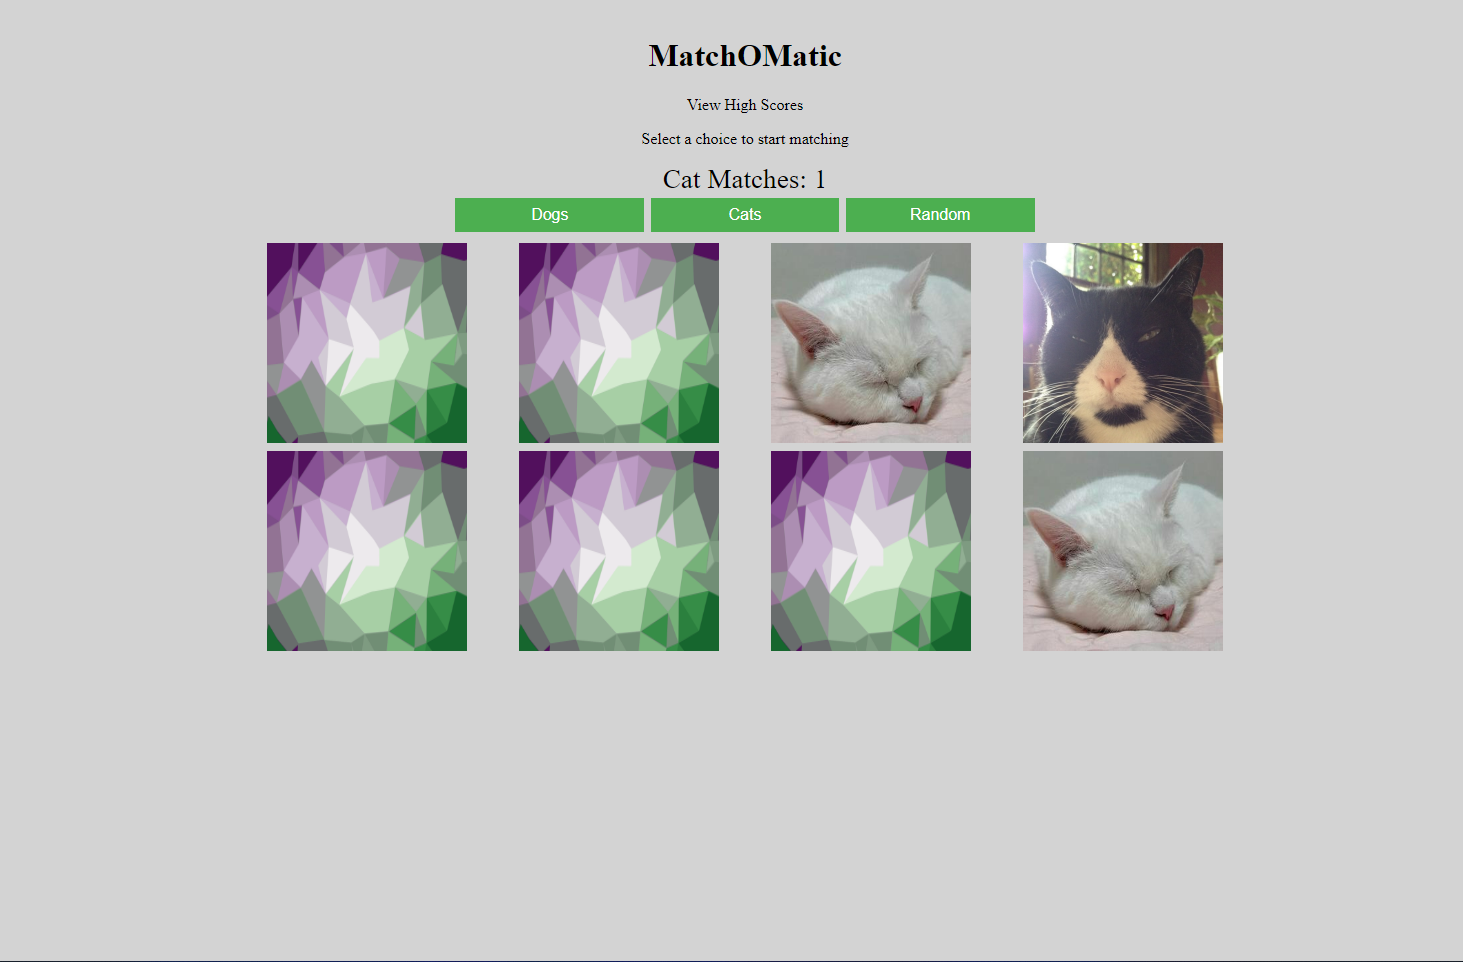 MatchOMatic
View High Scores
Select a choice to start matching
Cat Matches: 1
Dogs Cats Random